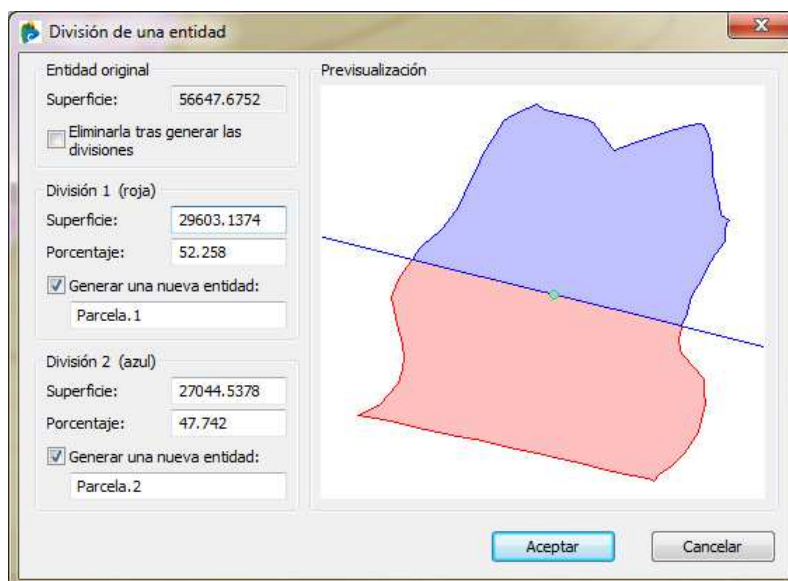 División de una entidad
Entidad original
Superficie: 56647.6752
Eliminarla tras generar las
divisiones
División 1 (roja)
Superficie: 29603.1374
Porcentaje: 52.258
Generar una nueva entidad:
Parcela.1
División 2 (azul)
Superficie: 27044.5378
Porcentaje: 47.742
Generar una nueva entidad:
Parcela.2
Previsualización
Aceptar
Cancelar